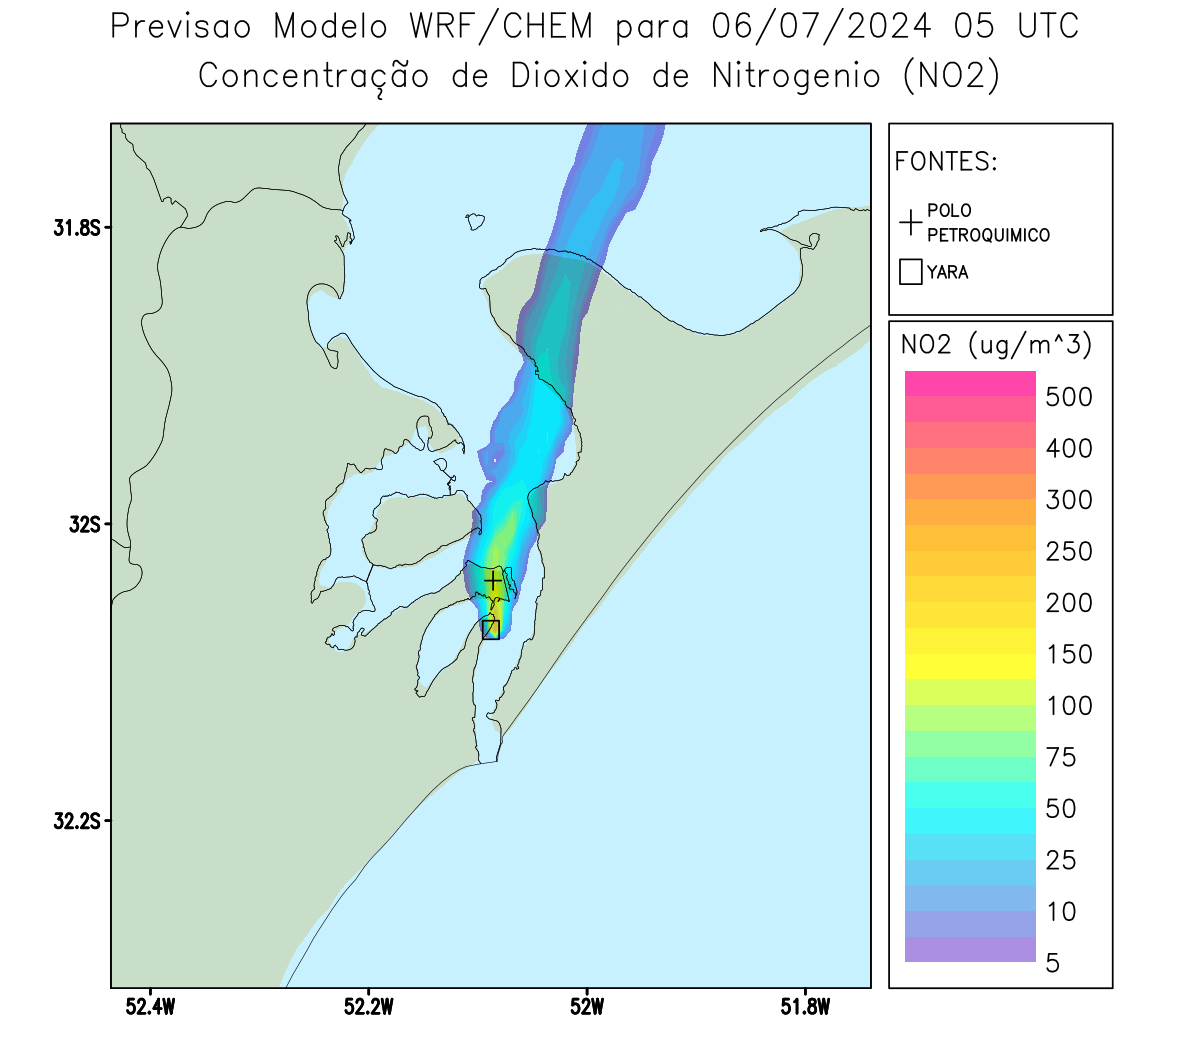 Previsao Modelo WRF/CHEM para 06/07/2024 05 UTC
Concentração de Dioxido de Nitrogenio (NO2)
FONTES:
POLO
PETROQUIMICO
YARA
31.8S
32S
32.2S
52.4W
52.2W
52W
51.8W
NO2 (ug/m^3)
500
400
300
250
200
150
100
75
50
25
10
5